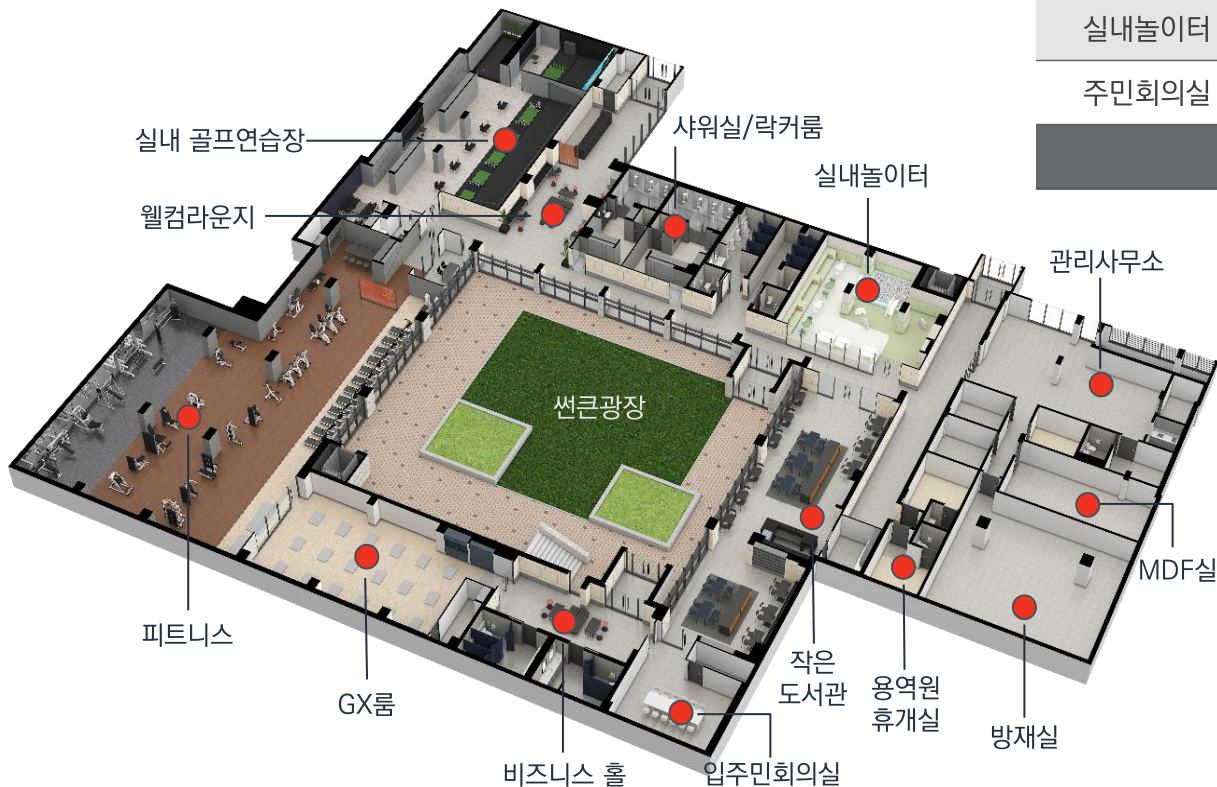 실내놀이터
주민회의실
실내 골프연습장
샤워실/락커룸
실내놀이터
웰컴라운지
관리사무소
썬큰광장
MDF실
피트니스
GX룸
작은
도서관
용역원
휴개실
방재실
비즈니스 홀
입주민회의실